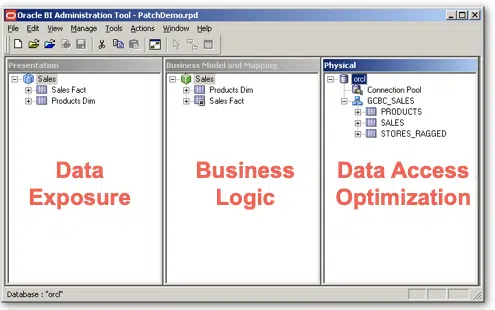 Oracle BI Administration Tool - PatchDemo.rpd
File Edit View Manage Tools Actions Window Help
Presentation
Sales
Sales Fact
Products Dim
Data
Exposure
Business Model and Mapping
Sales
Products Dim
Sales Fact
Business
Logic
Physical
orcl
Connection Pool
GCBC_SALES
PRODUCTS
SALES
STORES_RAGGED
Data Access
Optimization
Database : "orcl"